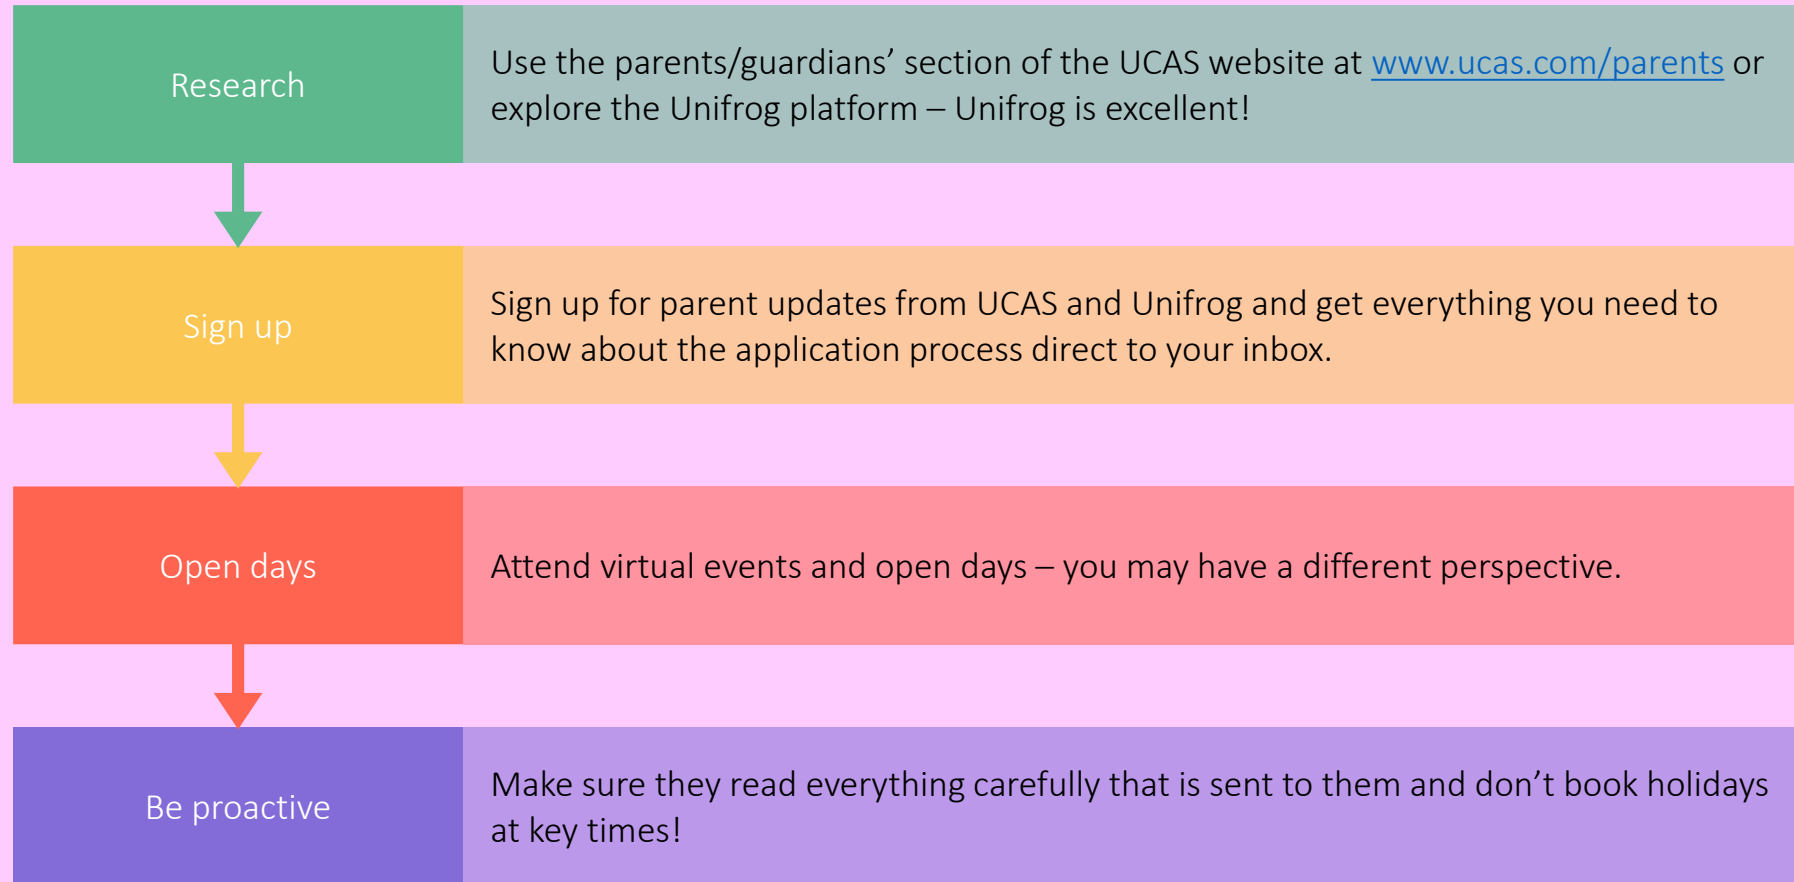 Research
Use the parents/guardians’ section of the UCAS website at www.ucas.com/parents or
explore the Unifrog platform – Unifrog is excellent!
Sign up
Sign up for parent updates from UCAS and Unifrog and get everything you need to
know about the application process direct to your inbox.
Open days
Attend virtual events and open days – you may have a different perspective.
Be proactive
Make sure they read everything carefully that is sent to them and don’t book holidays
at key times!